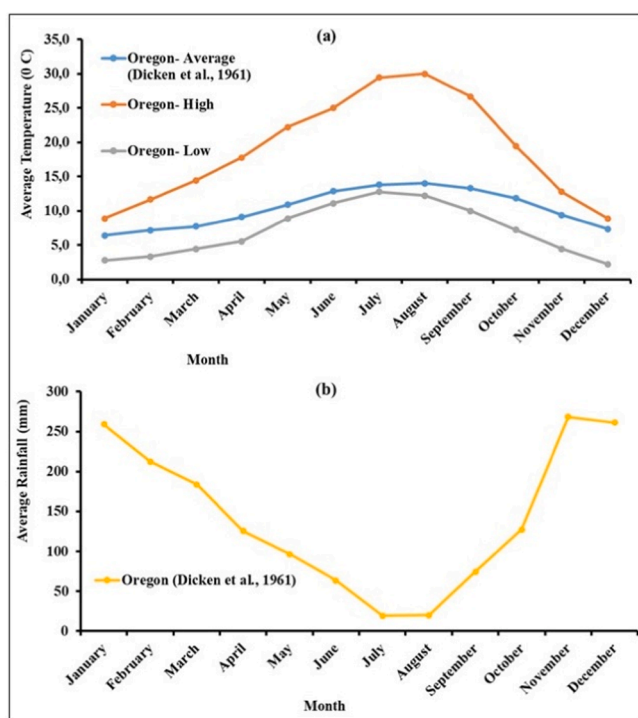 (a)
Oregon- Average
(Dicken et al., 1961)
Oregon- High
Oregon- Low
Average Temperature (0 C)
40,0
35,0
30,0
25,0
20,0
15,0
10,0
5,0
0,0
January
February
March
April
May
June
July
August
September
October
November
December
Month
(b)
Average Rainfall (mm)
300
250
200
150
100
50
0
Oregon (Dicken et al., 1961)
January
February
March
April
May
June
July
August
September
October
November
December
Month